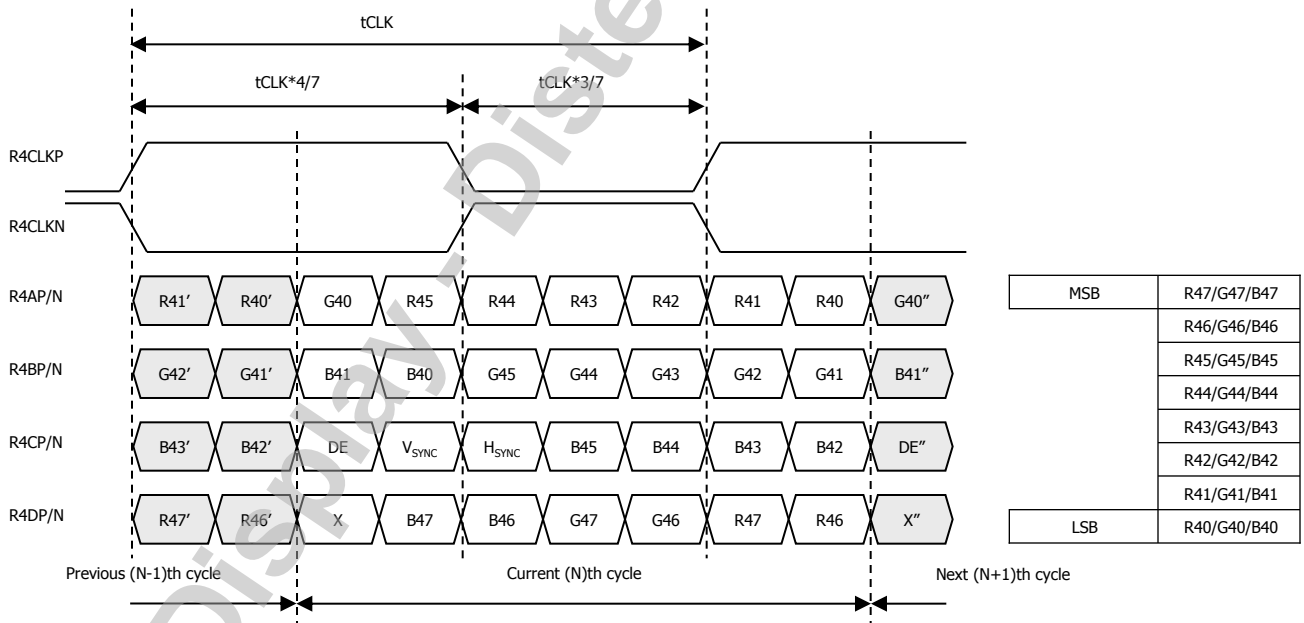 tCLK
tCLK*4/7
tCLK*3/7
R4CLKP
R4CLKN
R4AP/N R41′ R40′ G40 R45 R44 R43 R42 R41 R40 G40″
R4BP/N G42′ G41′ B41 B40 G45 G44 G43 G42 G41 B41″
R4CP/N B43′ B42′ DE VSYNC HSYNC B45 B44 B43 B42 DE″
R4DP/N R47′ R46′ X B47 B46 G47 G46 R47 R46 X″
Previous (N-1)th cycle
Current (N)th cycle
Next (N+1)th cycle
MSB R47/G47/B47
R46/G46/B46
R45/G45/B45
R44/G44/B44
R43/G43/B43
R42/G42/B42
R41/G41/B41
LSB R40/G40/B40
Display - Diste